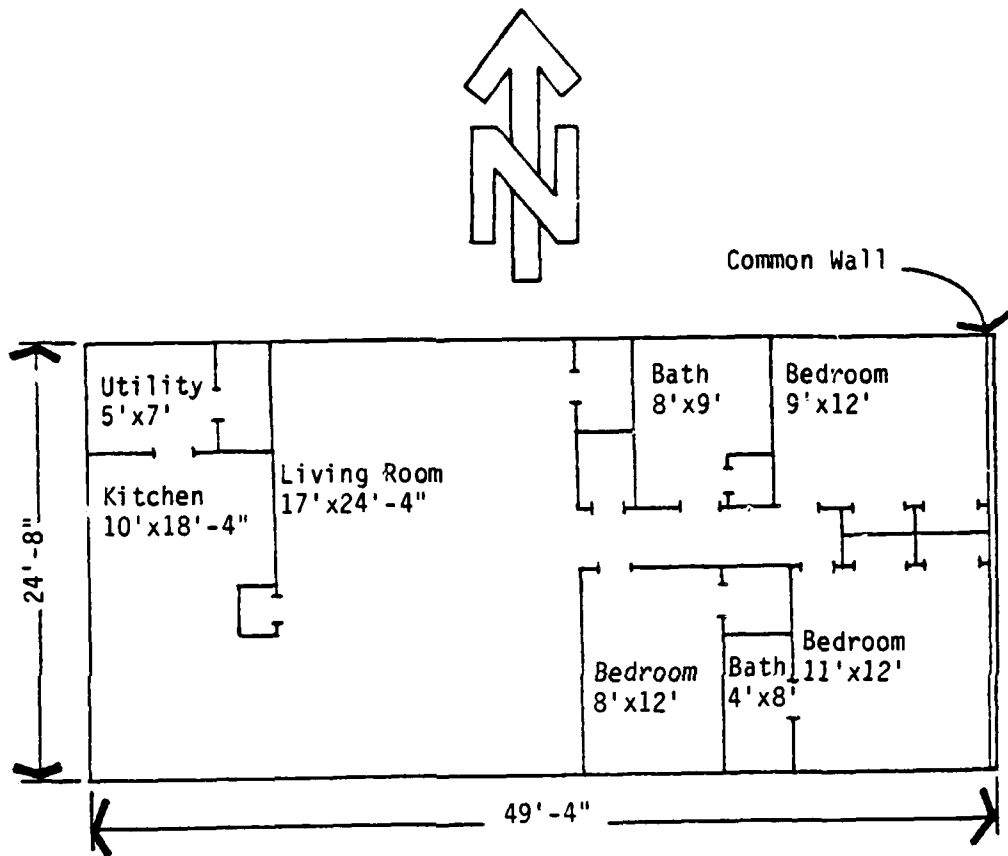 N
Common Wall
Utility
5'x7'
Bath
8'x9'
Bedroom
9'x12'
Kitchen
10'x18'-4"
Living Room
17'x24'-4"
24'-8"
Bedroom
8'x12'
Bath
4'x8'
Bedroom
11'x12'
49'-4"